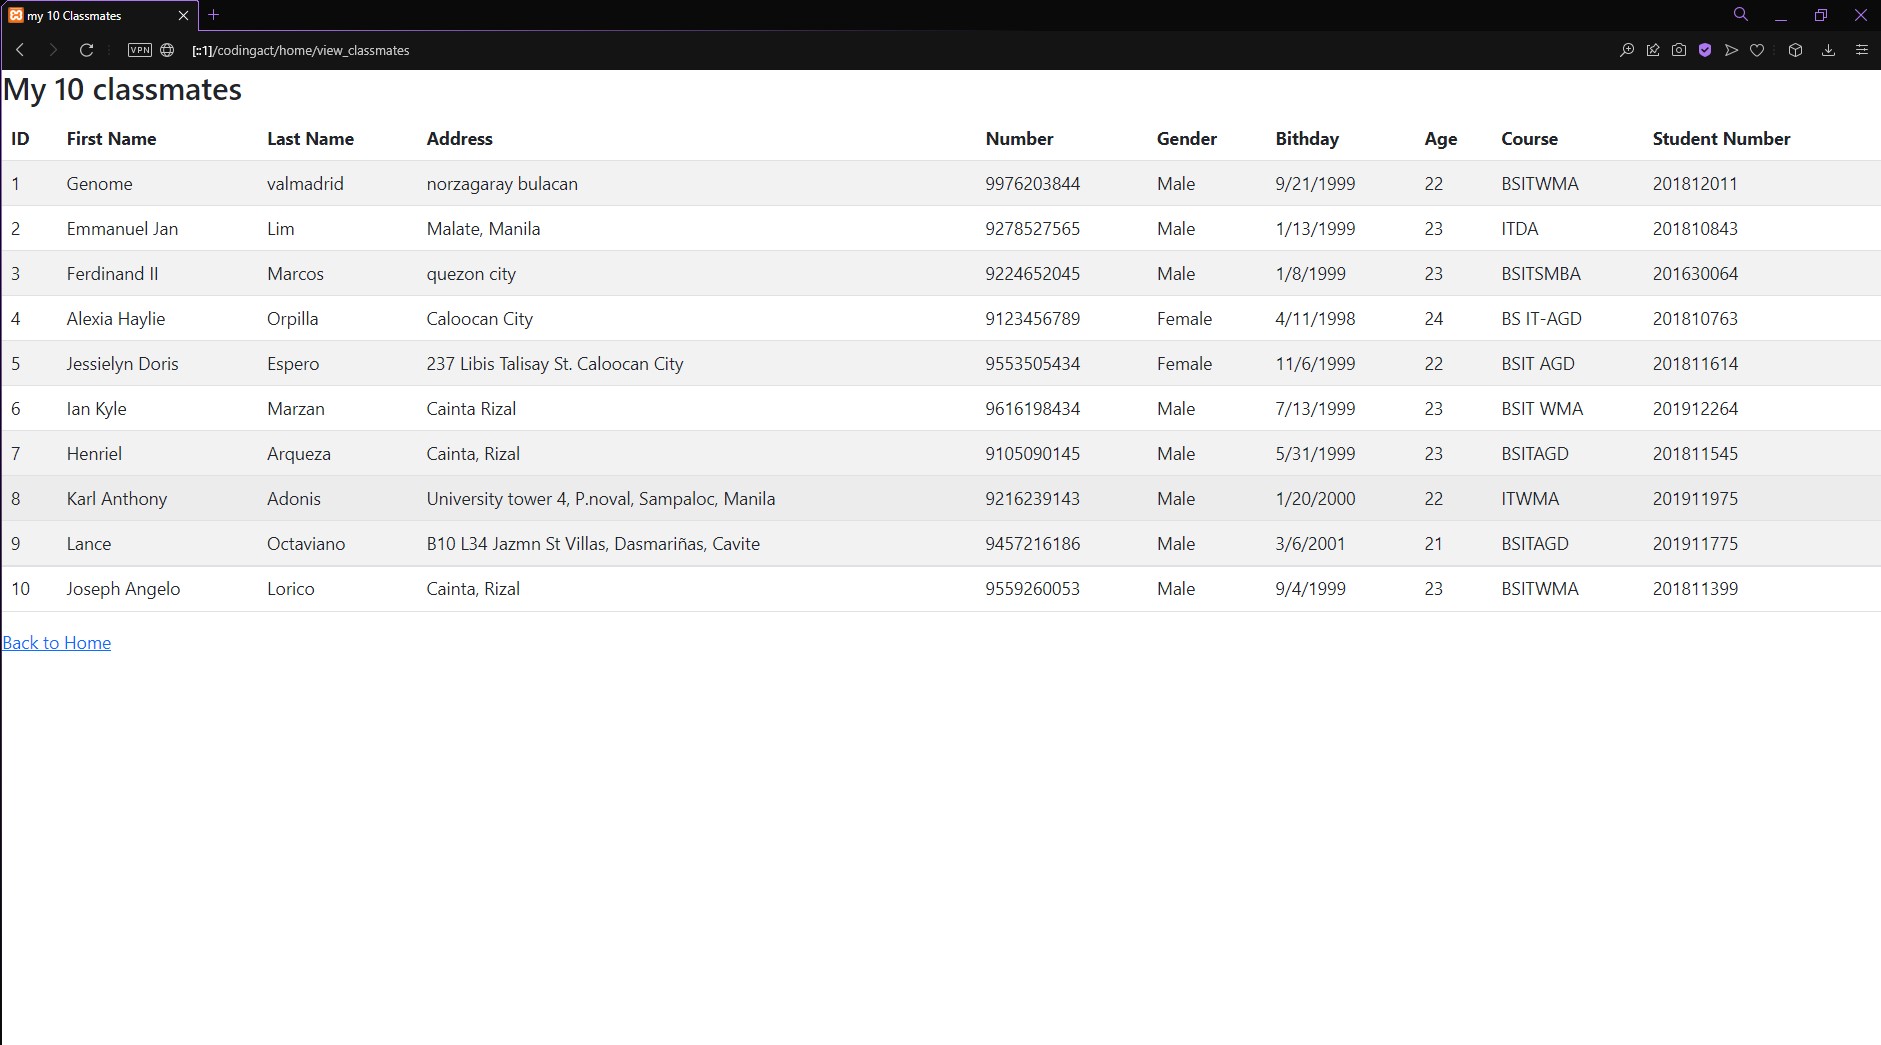 my 10 Classmates
VPN [::1]/codingact/home/view_classmates
My 10 classmates
ID First Name Last Name Address Number Gender Bithday Age Course Student Number
1 Genome valmadrid norzagaray bulacan 9976203844 Male 9/21/1999 22 BSITWMA 201812011
2 Emmanuel Jan Lim Malate, Manila 9278527565 Male 1/13/1999 23 ITDA 201810843
3 Ferdinand II Marcos quezon city 9224652045 Male 1/8/1999 23 BSITSMBA 201630064
4 Alexia Haylie Orpilla Caloocan City 9123456789 Female 4/11/1998 24 BS IT-AGD 201810763
5 Jessielyn Doris Espero 237 Libis Talisay St. Caloocan City 9553505434 Female 11/6/1999 22 BSIT AGD 201811614
6 Ian Kyle Marzan Cainta Rizal 9616198434 Male 7/13/1999 23 BSIT WMA 201912264
7 Henriel Arqueza Cainta, Rizal 9105090145 Male 5/31/1999 23 BSITAGD 201811545
8 Karl Anthony Adonis University tower 4, P.noval, Sampaloc, Manila 9216239143 Male 1/20/2000 22 ITWMA 201911975
9 Lance Octaviano B10 L34 Jazmn St Villas, Dasmariñas, Cavite 9457216186 Male 3/6/2001 21 BSITAGD 201911775
10 Joseph Angelo Lorico Cainta, Rizal 9559260053 Male 9/4/1999 23 BSITWMA 201811399
Back to Home